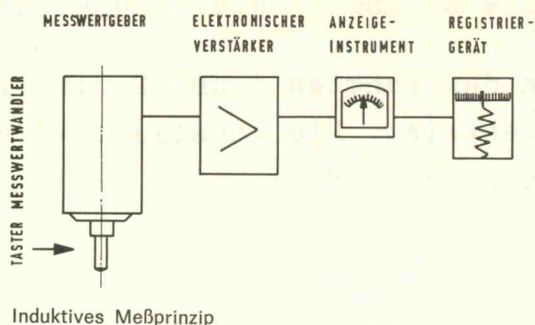 MESSWERTGEBER
ELEKTRONISCHER
VERSTÄRKER
ANZEIGE-
INSTRUMENT
REGISTRIER-
GERÄT
TASTER MESSWERTWANDLER
Induktives Meßprinzip